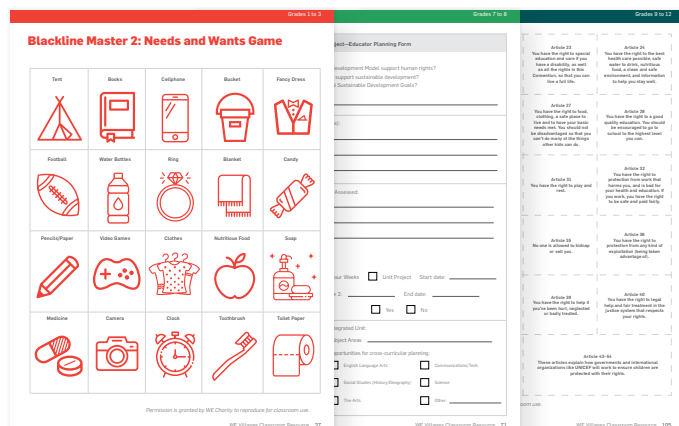 Grades 1 to 3
Blackline Master 2: Needs and Wants Game
Tent Books Cellphone Bucket Fancy Dress
Football Water Bottles Ring Blanket Candy
Pencils/Paper Video Games Clothes Nutritious Food Soap
Medicine Camera Clock Toothbrush Toilet Paper
Permission is granted by WE Charity to reproduce for classroom use.
WE Villages Classroom Resource 37
Grades 7 to 8
Educator Planning Form
Development Model support human rights?
support sustainable development?
Sustainable Development Goals?
Assessed:
Weeks Unit Project Start date:
End date:
Yes No
Unit:
Areas
for cross-curricular planning:
English Language Arts Communications/Tech
Social Studies (History/Geography) Science
The Arts Other:
WE Villages Classroom Resource 71
Grades 9 to 12
Article 23
You have the right to special
education and care if you
have a disability, as well
as all the rights in this
Convention, so that you can
live a full life.
Article 24
You have the right to the best
health care possible, safe
water to drink, nutritious
food, a clean and safe
environment, and information
to help you stay well.
Article 27
You have the right to food,
clothing, a safe place to
live and to have your basic
needs met. You should not
be disadvantaged so that you
can't do many of the things
other kids can do.
Article 28
You have the right to a good
quality education. You should
be encouraged to go to
school to the highest level
you can.
Article 31
You have the right to play and
rest.
Article 32
You have the right to
protection from work that
harms you, and is bad for
your health and education. If
you work, you have the right
to be safe and paid fairly.
Article 35
No one is allowed to kidnap
or sell you.
Article 36
You have the right to
protection from any kind of
exploitation (being taken
advantage of).
Article 39
You have the right to help if
you've been hurt, neglected
or badly treated.
Article 40
You have the right to legal
help and fair treatment in the
justice system that respects
your rights.
Article 43-54
These articles explain how governments and international
organizations like UNICEF will work to ensure children are
protected with their rights.
use.
WE Villages Classroom Resource 105